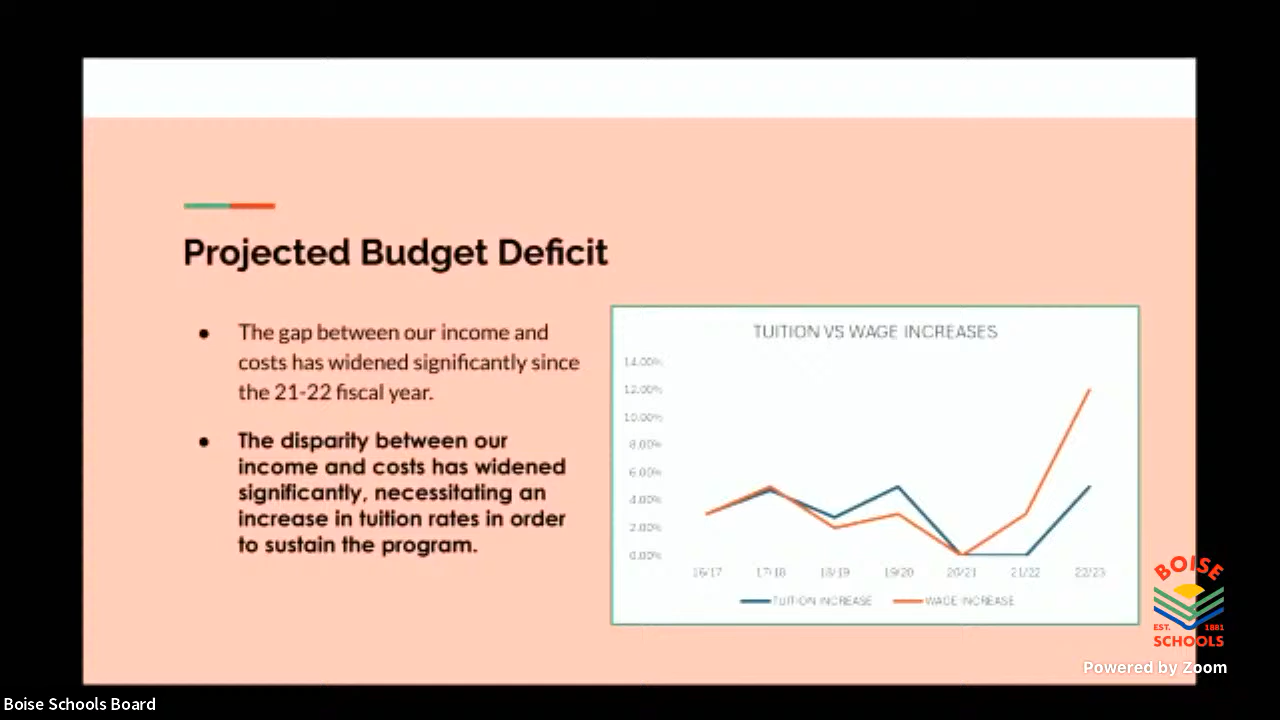 Projected Budget Deficit
● The gap between our income and
costs has widened significantly since
the 21-22 fiscal year.
● The disparity between our
income and costs has widened
significantly, necessitating an
increase in tuition rates in order
to sustain the program.
TUITION VS WAGE INCREASES
14.00%
12.00%
10.00%
8.00%
6.00%
4.00%
2.00%
0.00%
16/17 17/18 18/19 19/20 20/21 21/22 22/23
TUITION INCREASE WAGE INCREASE
BOISE
EST. 1881
SCHOOLS
Powered by Zoom
Boise Schools Board